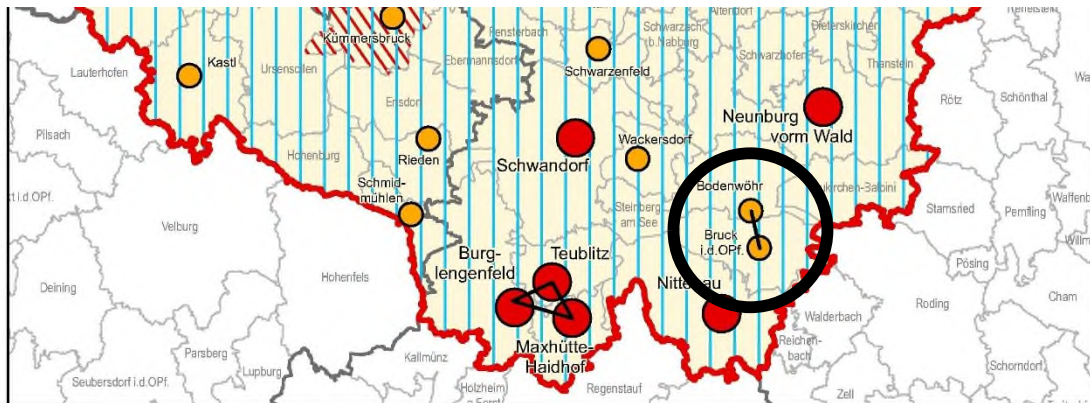 Altendorf
Dieterskirchen
Pfensterbach
Schwarzach
b.Nabburg
Lauterhofen
Kastl
Ursensollen
Kümmersbruck
Ebermannsdorf
Schwarzenfeld
Schwarzhofen
Thanstein
Rötz
Schönthal
Ensdorf
Neunburg
vorm Wald
Pilsach
Hohenburg
Rieden
Schwandorf
Wackersdorf
Bodenwöhr
Schmid-
mühlen
Steinberg
am See
Stamsried
Pemfling
Velburg
Bruck
i.d.OPf.
Burg-
lengenfeld
Teublitz
Hohenfels
Pösing
Deining
Nittenau
Roding
Cham
Walderbach
Maxhütte-
Haidhof
Reichen-
bach
Parsberg
Kallmünz
Lupburg
Schorndorf
Seubersdorf i.d.OPf.
Holzheim
Regenstauf
Zell